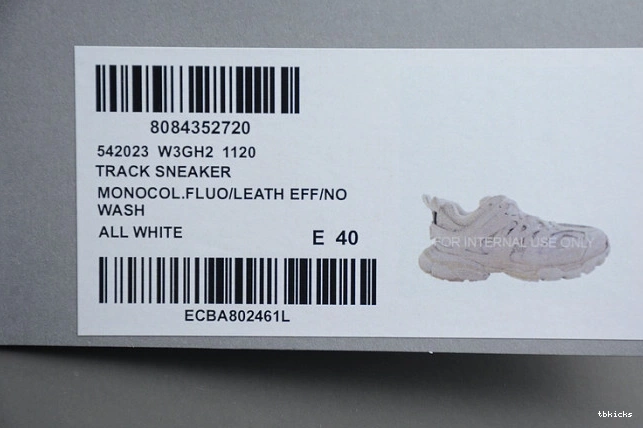 8084352720
542023 W3GH2 1120
TRACK SNEAKER
MONOCOL.FLUO/LEATH EFF/NO
WASH
ALL WHITE
E 40
FOR INTERNAL USE ONLY
ECBA802461L
tbkicks